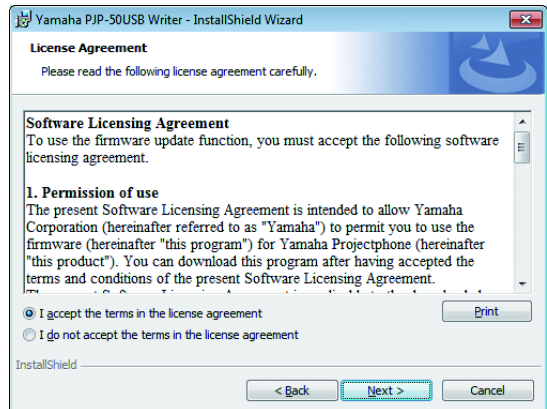 Yamaha PJP-50USB Writer - InstallShield Wizard
License Agreement
Please read the following license agreement carefully.
Software Licensing Agreement
To use the firmware update function, you must accept the following software
licensing agreement.
1. Permission of use
The present Software Licensing Agreement is intended to allow Yamaha
Corporation (hereinafter referred to as "Yamaha") to permit you to use the
firmware (hereinafter "this program") for Yamaha Projectphone (hereinafter
"this product"). You can download this program after having accepted the
terms and conditions of the present Software Licensing Agreement.
I accept the terms in the license agreement
Print
I do not accept the terms in the license agreement
InstallShield
< Back
Next >
Cancel